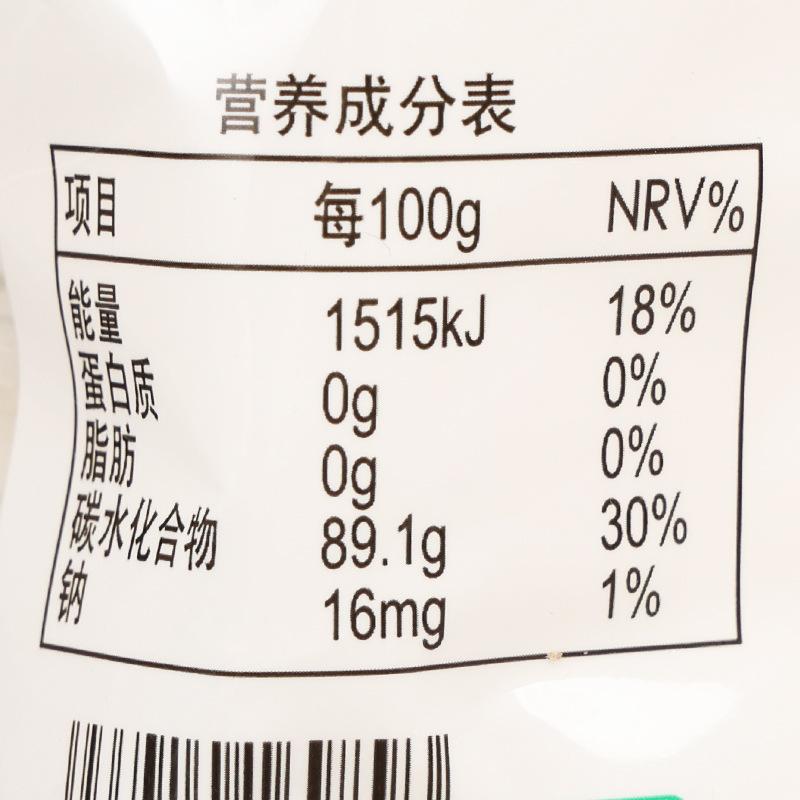 营养成分表
项目 每100g NRV%
能量 1515kJ 18%
蛋白质 0g 0%
脂肪 0g 0%
碳水化合物 89.1g 30%
钠 16mg 1%